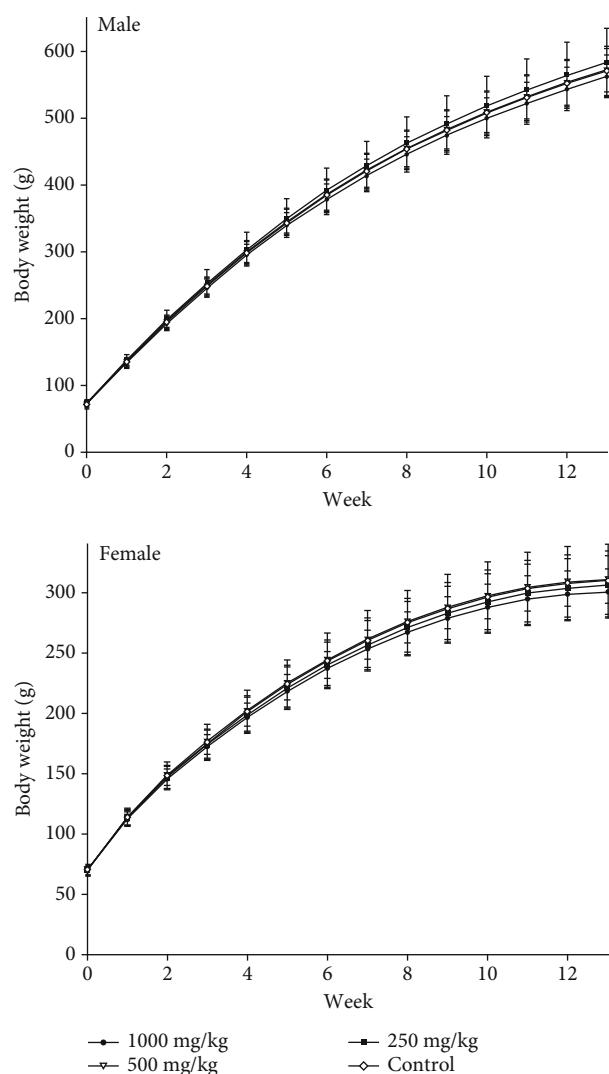 Male
600
500
400
300
200
100
0
Body weight (g)
0 2 4 6 8 10 12
Week
Female
300
250
200
150
100
50
0
Body weight (g)
0 2 4 6 8 10 12
Week
1000 mg/kg
250 mg/kg
500 mg/kg
Control